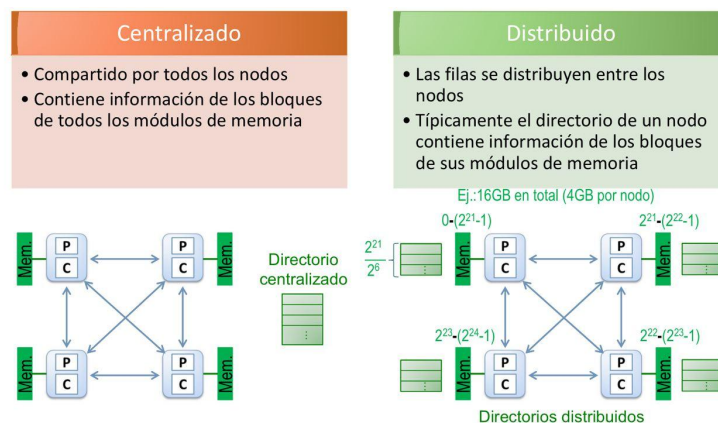 Centralizado
• Compartido por todos los nodos
• Contiene información de los bloques
de todos los módulos de memoria
Distribuido
• Las filas se distribuyen entre los
nodos
• Típicamente el directorio de un nodo
contiene información de los bloques
de sus módulos de memoria
Ej.:16GB en total (4GB por nodo)
Mem.
P
C
P
C
Mem.
Mem.
P
C
P
C
Mem.
Directorio
centralizado
⋮
0-(2²¹-1)
2²¹-(2²²-1)
2²¹
2⁶
⋮
Mem.
P
C
P
C
Mem.
⋮
2²³-(2²⁴-1)
2²²-(2²³-1)
⋮
Mem.
P
C
P
C
Mem.
⋮
Directorios distribuidos